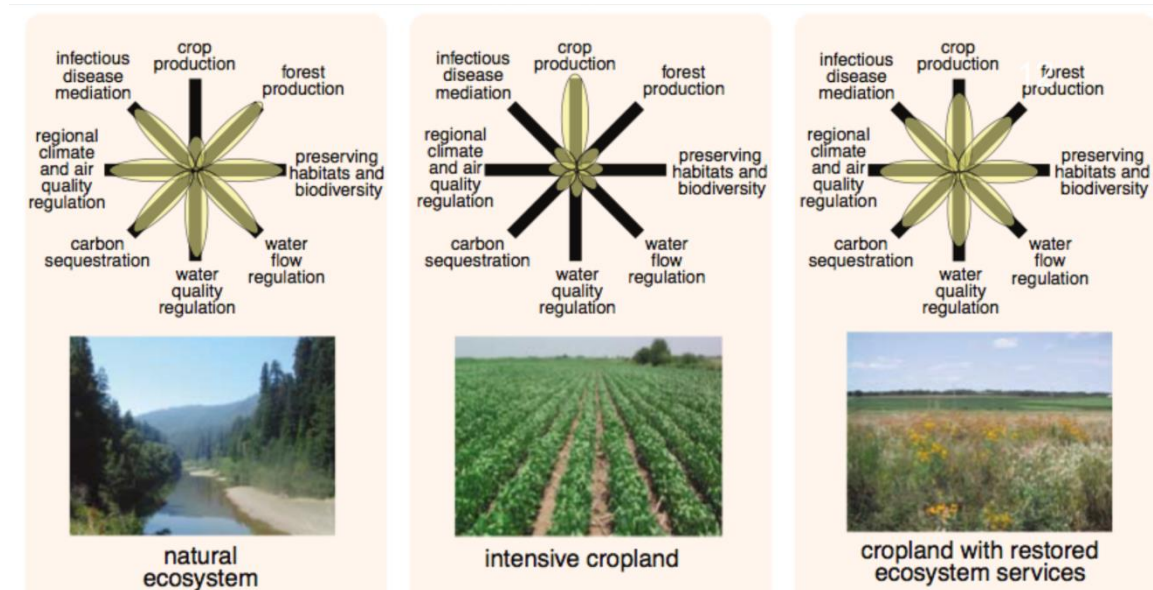 crop
production
forest
production
preserving
habitats and
biodiversity
water
flow
regulation
water
quality
regulation
carbon
sequestration
regional
climate
and air
quality
regulation
infectious
disease
mediation
natural
ecosystem
crop
production
forest
production
preserving
habitats and
biodiversity
water
flow
regulation
water
quality
regulation
carbon
sequestration
regional
climate
and air
quality
regulation
infectious
disease
mediation
intensive cropland
crop
production
forest
production
preserving
habitats and
biodiversity
water
flow
regulation
water
quality
regulation
carbon
sequestration
regional
climate
and air
quality
regulation
infectious
disease
mediation
cropland with restored
ecosystem services